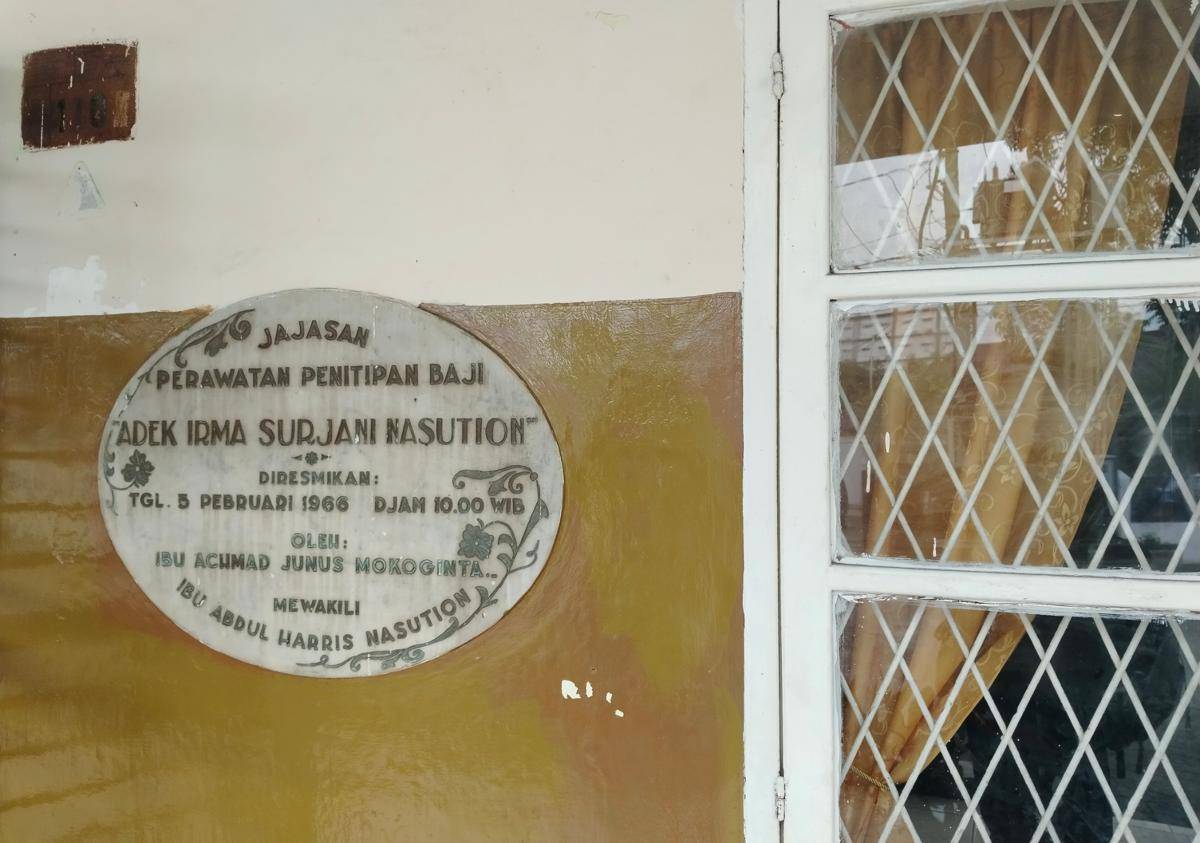 JAJASAN
PERAWATAN PENITIPAN BAJI
"ADEK IRMA SURJANI NASUTION"
DIRESMIKAN:
TGL. 5 PEBRUARI 1966 DJAM 10.00 WIB
OLEH:
IBU ACHMAD JUNUS MOKOGINTA..
MEWAKILI
IBU ABDUL HARRIS NASUTION